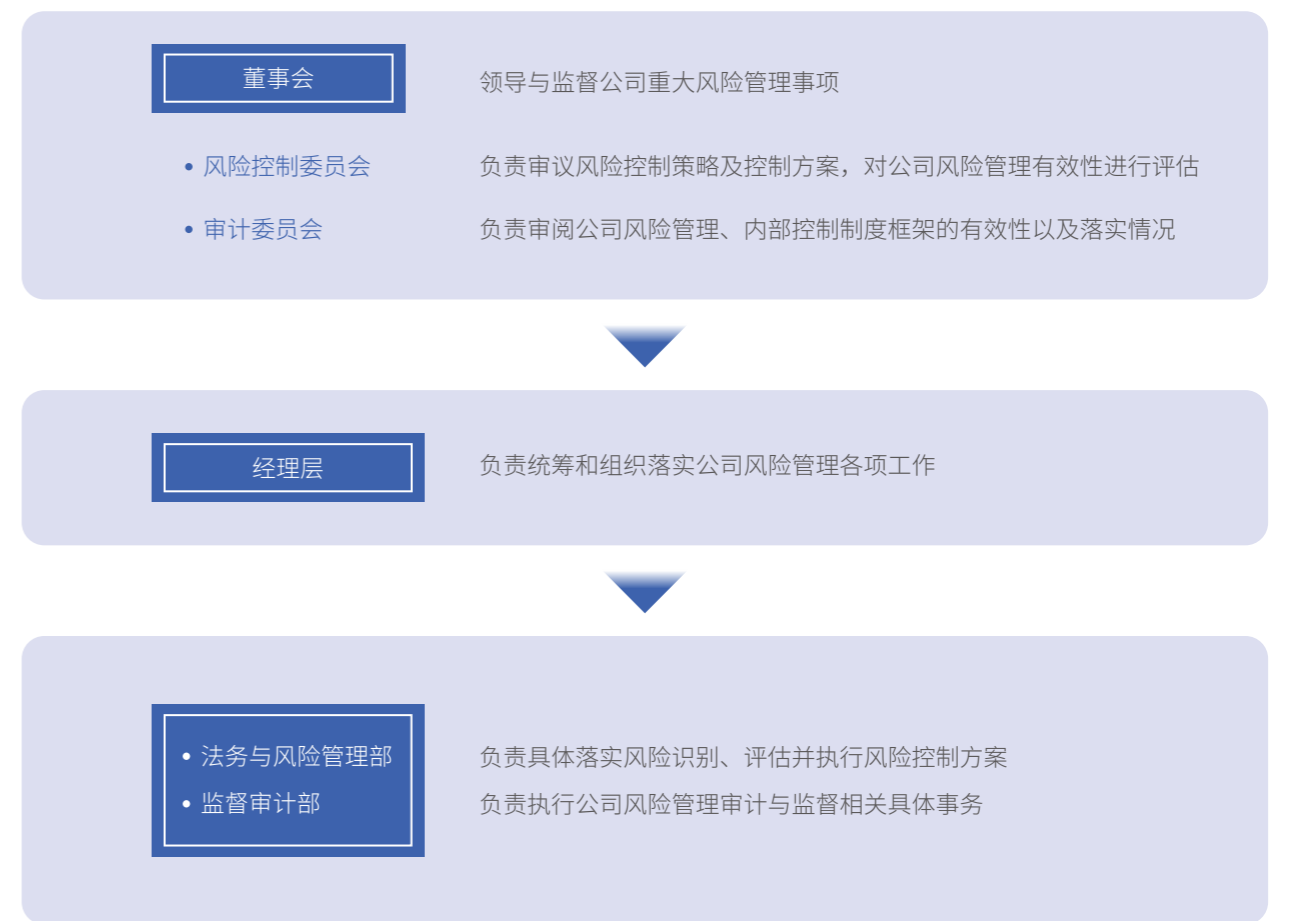 董事会
领导与监督公司重大风险管理事项
• 风险控制委员会
负责审议风险控制策略及控制方案，对公司风险管理有效性进行评估
• 审计委员会
负责审阅公司风险管理、内部控制制度框架的有效性以及落实情况
经理层
负责统筹和组织落实公司风险管理各项工作
• 法务与风险管理部
负责具体落实风险识别、评估并执行风险控制方案
• 监督审计部
负责执行公司风险管理审计与监督相关具体事务